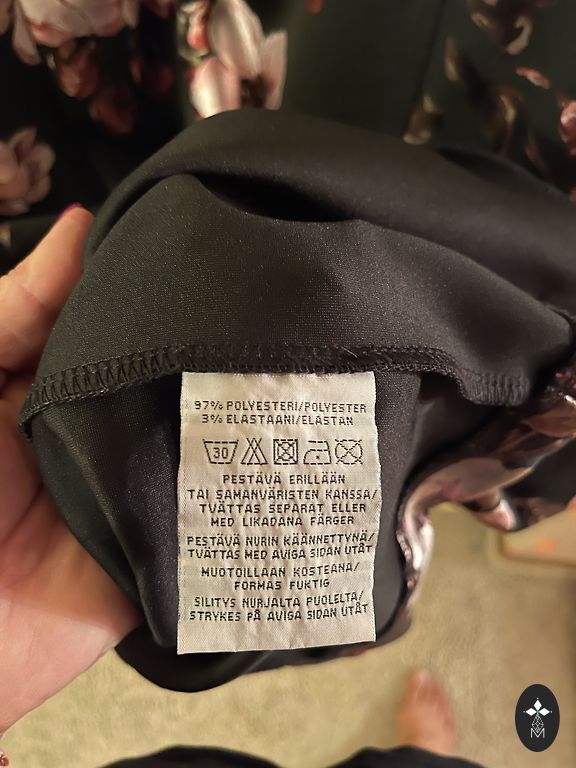 97% POLYESTERI/POLYESTER
3% ELASTAANI/ELASTAN
30
PESTÄVÄ ERILLÄÄN
TAI SAMANVÄRISTEN KANSSA/
TVÄTTAS SEPARAT ELLER
MED LIKADANA FÄRGER
PESTÄVÄ NURIN KÄÄNNETTYNÄ/
TVÄTTAS MED AVIGA SIDAN UTÅT
MUOTOILLAAN KOSTEANA/
FORMAS FUKTIG
SILITYS NURJALTA PUOLELTA/
STRYKES PÅ AVIGA SIDAN UTÅT
M